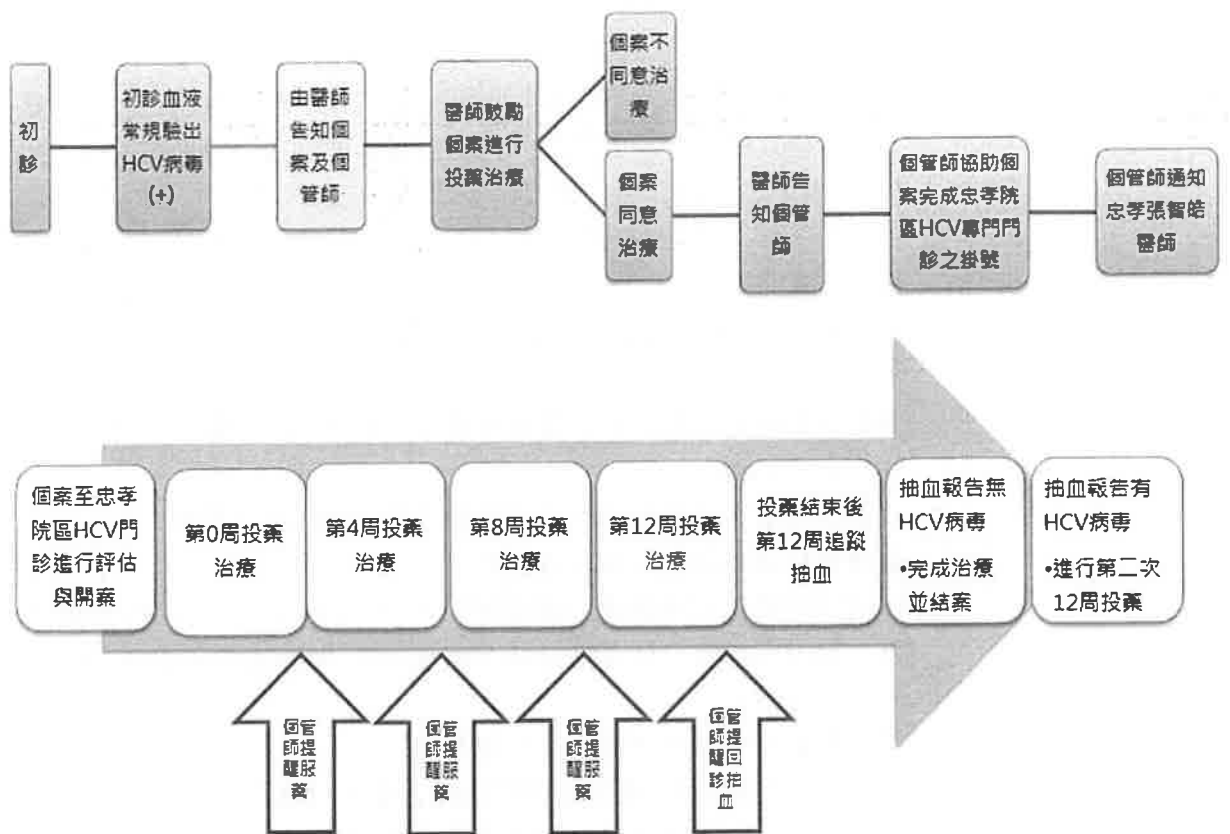 初
診
初診血液
常規驗出
HCV病毒
(+)
由醫師
告知個
案及個
管師
醫師鼓勵
個案進行
投藥治療
個案不
同意治
療
個案
同意
治療
醫師告
知個管
師
個管師協助個
案完成忠孝院
區HCV專門門
診之掛號
個管師通知
忠孝張智皓
醫師
個案至忠孝
院區HCV門
診進行評估
與開案
第0周投藥
治療
第4周投藥
治療
第8周投藥
治療
第12周投藥
治療
投藥結束後
第12周追蹤
抽血
抽血報告無
HCV病毒
•完成治療
並結案
抽血報告有
HCV病毒
•進行第二次
12周投藥
個管
師提
醒服
藥
個管
師提
醒服
藥
個管
師提
醒服
藥
個管
師提
醒回
診抽
血